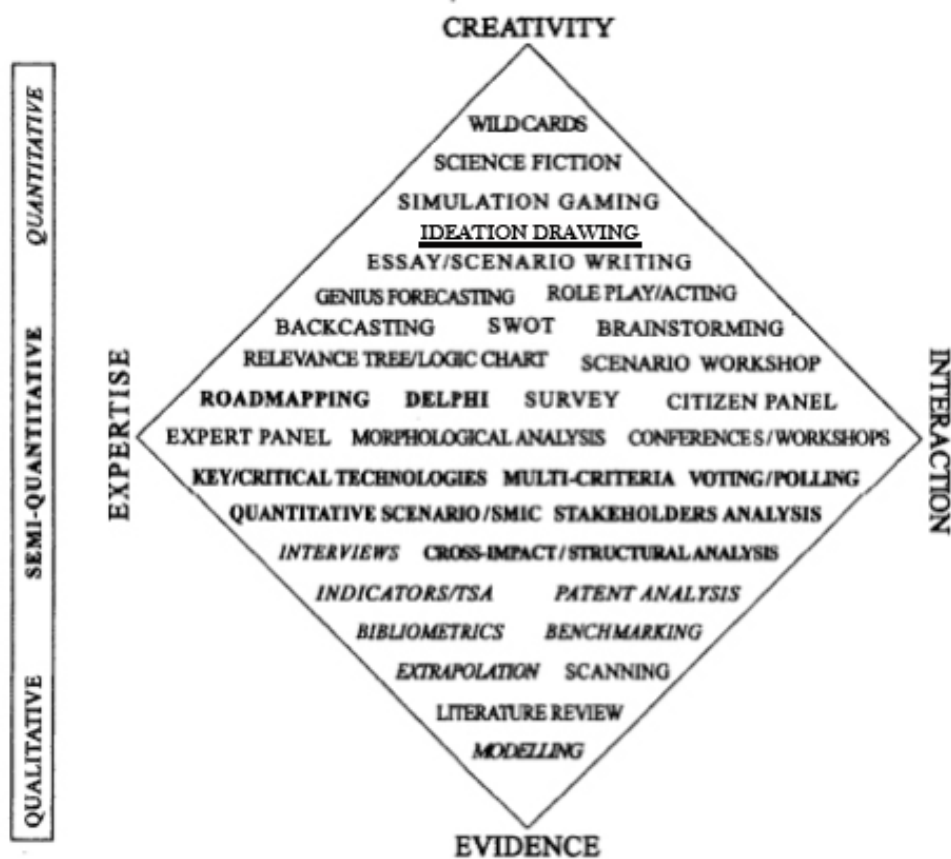 CREATIVITY
WILD CARDS
SCIENCE FICTION
SIMULATION GAMING
IDEATION DRAWING
ESSAY/SCENARIO WRITING
GENIUS FORECASTING ROLE PLAY/ACTING
BACKCASTING SWOT BRAINSTORMING
RELEVANCE TREE/LOGIC CHART SCENARIO WORKSHOP
ROADMAPPING DELPHI SURVEY CITIZEN PANEL
EXPERT PANEL MORPHOLOGICAL ANALYSIS CONFERENCES/WORKSHOPS
KEY/CRITICAL TECHNOLOGIES MULTI-CRITERIA VOTING/POLLING
QUANTITATIVE SCENARIO/SMIC STAKEHOLDERS ANALYSIS
INTERVIEWS CROSS-IMPACT/STRUCTURAL ANALYSIS
INDICATORS/TSA PATENT ANALYSIS
BIBLIOMETRICS BENCHMARKING
EXTRAPOLATION SCANNING
LITERATURE REVIEW
MODELLING
EVIDENCE
EXPERTISE
INTERACTION
QUANTITATIVE
SEMI-QUANTITATIVE
QUALITATIVE